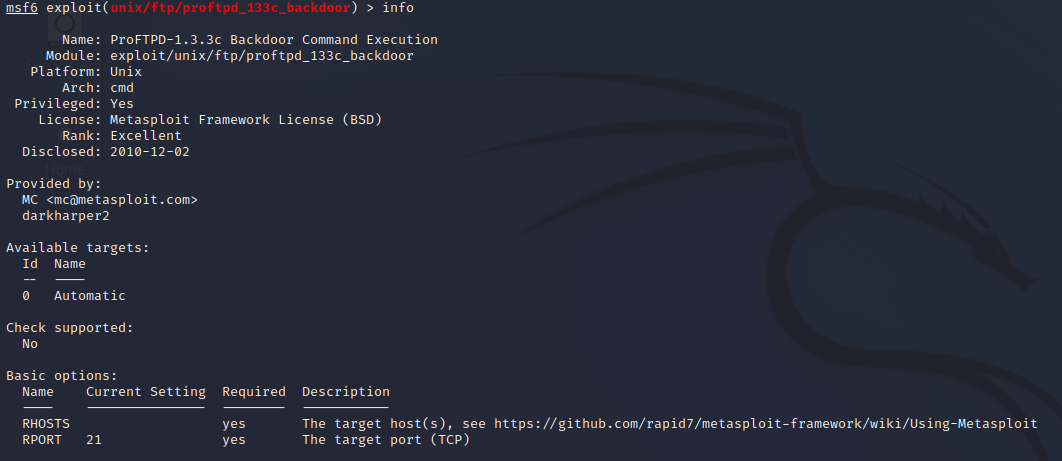 msf6 exploit(unix/ftp/proftpd_133c_backdoor) > info
Name: ProFTPD-1.3.3c Backdoor Command Execution
Module: exploit/unix/ftp/proftpd_133c_backdoor
Platform: Unix
Arch: cmd
Privileged: Yes
License: Metasploit Framework License (BSD)
Rank: Excellent
Disclosed: 2010-12-02
Provided by:
MC <mc@metasploit.com>
darkharper2
Available targets:
Id  Name
--  ----
0   Automatic
Check supported:
No
Basic options:
Name    Current Setting  Required  Description
----    ---------------  --------  -----------
RHOSTS                   yes       The target host(s), see https://github.com/rapid7/metasploit-framework/wiki/Using-Metasploit
RPORT   21               yes       The target port (TCP)